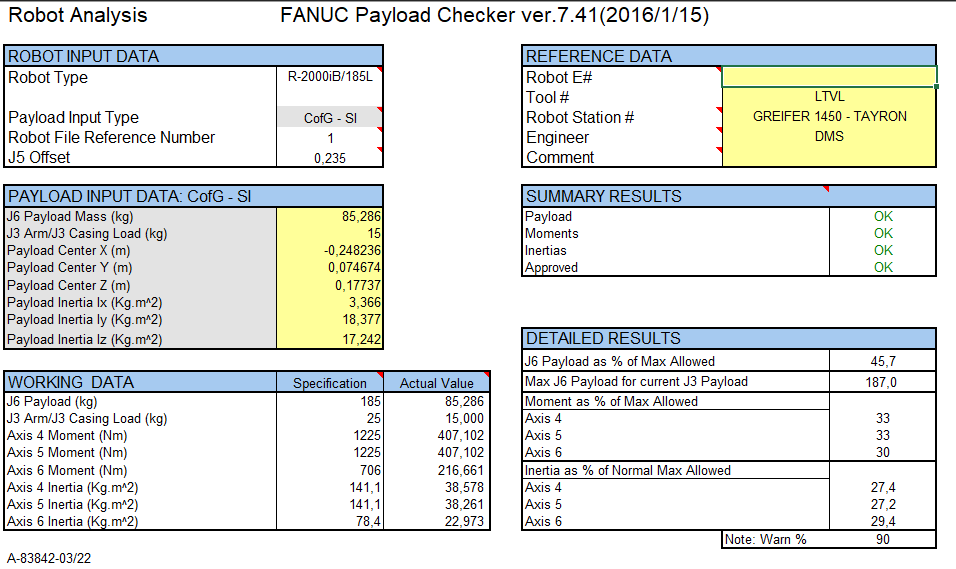 Robot Analysis FANUC Payload Checker ver.7.41(2016/1/15)
ROBOT INPUT DATA
Robot Type R-2000iB/185L
Payload Input Type CofG - SI
Robot File Reference Number 1
J5 Offset 0,235
REFERENCE DATA
Robot E#
Tool # LTVL
Robot Station # GREIFER 1450 - TAYRON
Engineer DMS
Comment
PAYLOAD INPUT DATA: CofG - SI
J6 Payload Mass (kg) 85,286
J3 Arm/J3 Casing Load (kg) 15
Payload Center X (m) -0,248236
Payload Center Y (m) 0,074674
Payload Center Z (m) 0,17737
Payload Inertia Ix (Kg.m^2) 3,366
Payload Inertia Iy (Kg.m^2) 18,377
Payload Inertia Iz (Kg.m^2) 17,242
SUMMARY RESULTS
Payload OK
Moments OK
Inertias OK
Approved OK
WORKING DATA Specification Actual Value
J6 Payload (kg) 185 85,286
J3 Arm/J3 Casing Load (kg) 25 15,000
Axis 4 Moment (Nm) 1225 407,102
Axis 5 Moment (Nm) 1225 407,102
Axis 6 Moment (Nm) 706 216,661
Axis 4 Inertia (Kg.m^2) 141,1 38,578
Axis 5 Inertia (Kg.m^2) 141,1 38,261
Axis 6 Inertia (Kg.m^2) 78,4 22,973
DETAILED RESULTS
J6 Payload as % of Max Allowed 45,7
Max J6 Payload for current J3 Payload 187,0
Moment as % of Max Allowed
Axis 4 33
Axis 5 33
Axis 6 30
Inertia as % of Normal Max Allowed
Axis 4 27,4
Axis 5 27,2
Axis 6 29,4
Note: Warn % 90
A-83842-03/22